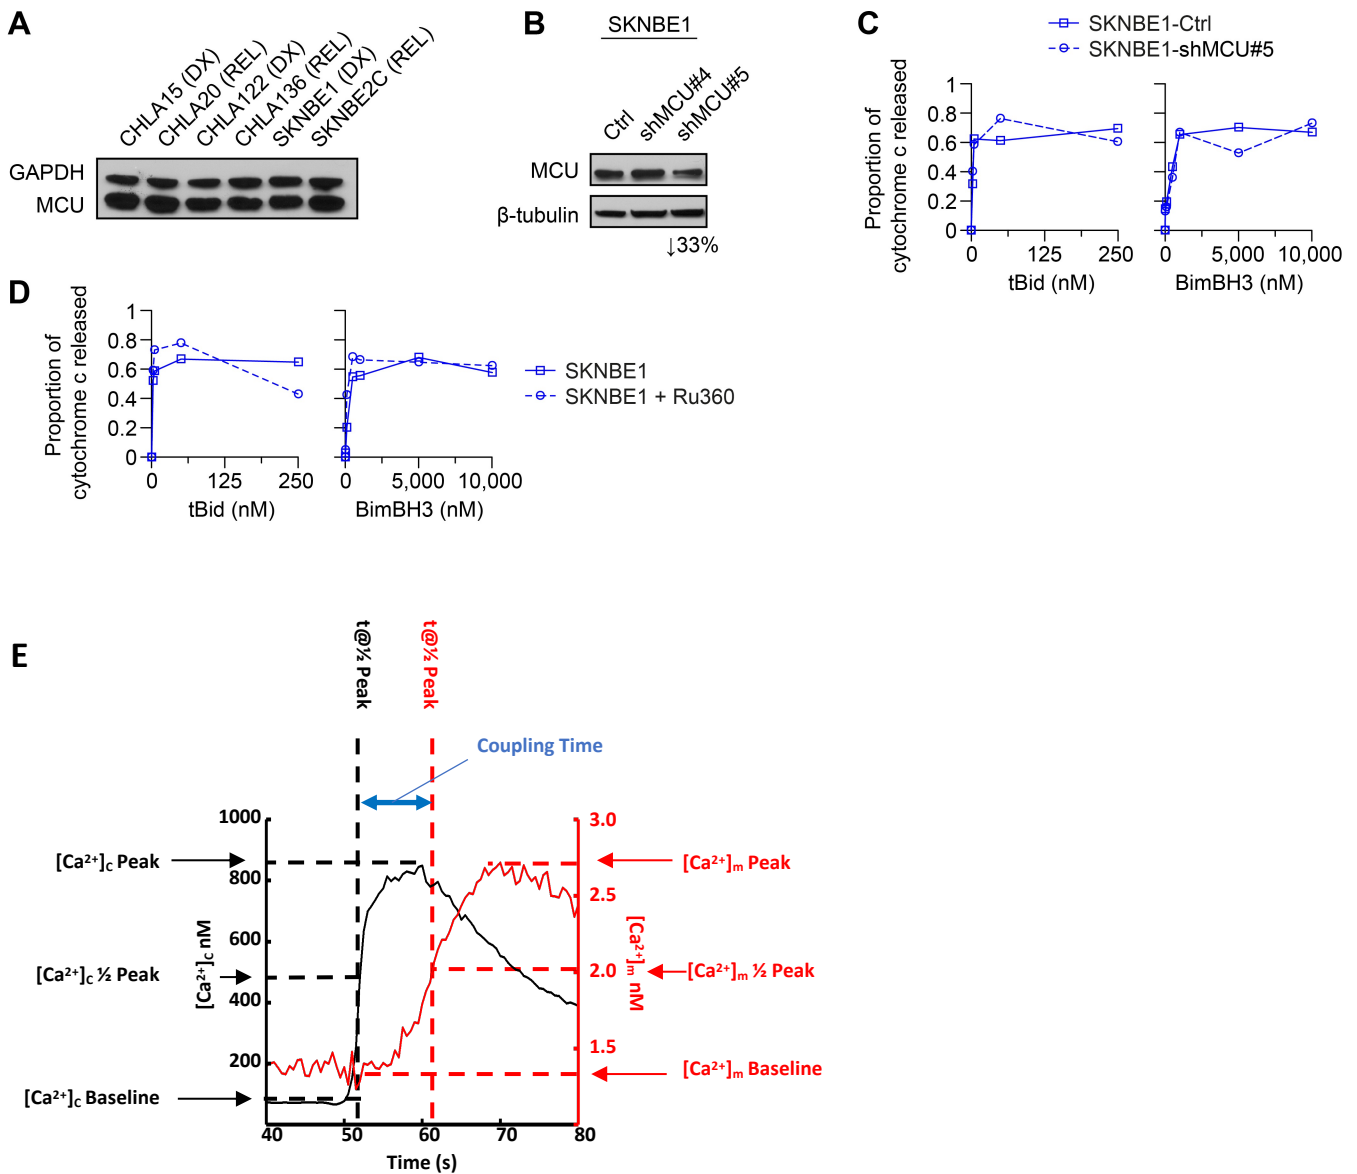 A
CHLA15 (DX)
CHLA20 (REL)
CHLA122 (DX)
CHLA136 (REL)
SKNBE1 (DX)
SKNBE2C (REL)
GAPDH
MCU
B
SKNBE1
Ctrl
shMCU#4
shMCU#5
MCU
β-tubulin
↓33%
C
SKNBE1-Ctrl
SKNBE1-shMCU#5
Proportion of
cytochrome c released
1
0.8
0.6
0.4
0.2
0
0 125 250
tBid (nM)
0 5,000 10,000
BimBH3 (nM)
D
Proportion of
cytochrome c released
1
0.8
0.6
0.4
0.2
0
0 125 250
tBid (nM)
0 5,000 10,000
BimBH3 (nM)
SKNBE1
SKNBE1 + Ru360
E
t@½ Peak
t@½ Peak
Coupling Time
[Ca²⁺]c Peak
[Ca²⁺]c ½ Peak
[Ca²⁺]c Baseline
[Ca²⁺]c nM
1000
800
600
400
200
3.0
2.5
2.0
1.5
[Ca²⁺]m nM
[Ca²⁺]m Peak
[Ca²⁺]m ½ Peak
[Ca²⁺]m Baseline
40 50 60 70 80
Time (s)